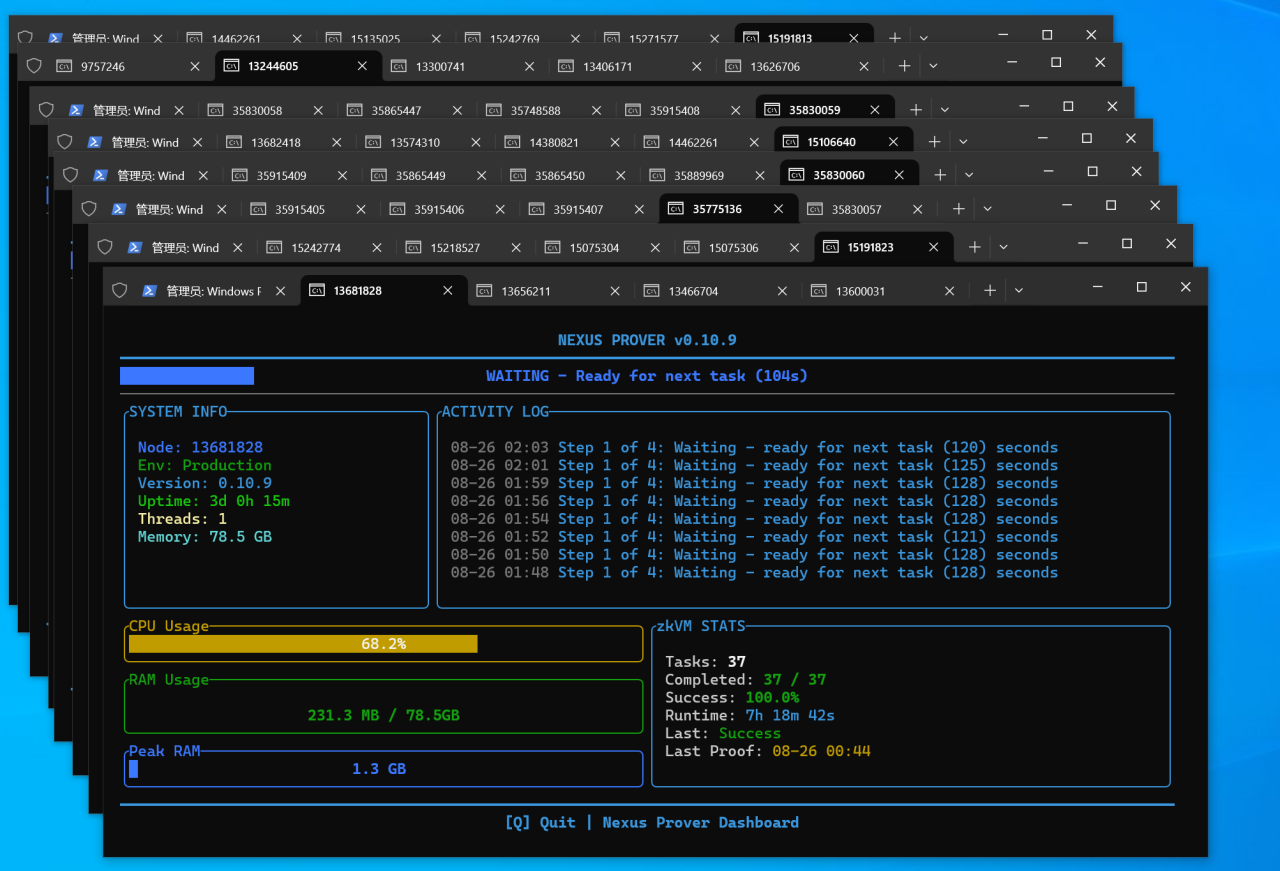 管理员: Wind 14462261 15135025 15242769 15271577 15191813
9757246 13244605 13300741 13406171 13626706
管理员: Wind 35830058 35865447 35748588 35915408 35830059
管理员: Wind 13682418 13574310 14380821 14462261 15106640
管理员: Wind 35915409 35865449 35865450 35889969 35830060
管理员: Wind 35915405 35915406 35915407 35775136 35830057
管理员: Wind 15242774 15218527 15075304 15075306 15191823
管理员: Windows P 13681828 13656211 13466704 13600031
NEXUS PROVER v0.10.9
WAITING - Ready for next task (104s)
SYSTEM INFO
Node: 13681828
Env: Production
Version: 0.10.9
Uptime: 3d 0h 15m
Threads: 1
Memory: 78.5 GB
ACTIVITY LOG
08-26 02:03 Step 1 of 4: Waiting - ready for next task (120) seconds
08-26 02:01 Step 1 of 4: Waiting - ready for next task (125) seconds
08-26 01:59 Step 1 of 4: Waiting - ready for next task (128) seconds
08-26 01:56 Step 1 of 4: Waiting - ready for next task (128) seconds
08-26 01:54 Step 1 of 4: Waiting - ready for next task (128) seconds
08-26 01:52 Step 1 of 4: Waiting - ready for next task (121) seconds
08-26 01:50 Step 1 of 4: Waiting - ready for next task (128) seconds
08-26 01:48 Step 1 of 4: Waiting - ready for next task (128) seconds
CPU Usage
68.2%
RAM Usage
231.3 MB / 78.5GB
Peak RAM
1.3 GB
zkVM STATS
Tasks: 37
Completed: 37 / 37
Success: 100.0%
Runtime: 7h 18m 42s
Last: Success
Last Proof: 08-26 00:44
[Q] Quit | Nexus Prover Dashboard